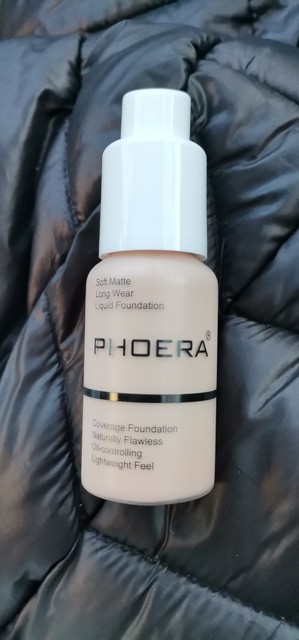 Soft Matte
Long Wear
Liquid Foundation
PHOERA®
Coverage Foundation
Naturally Flawless
Oil-controlling
Lightweight Feel